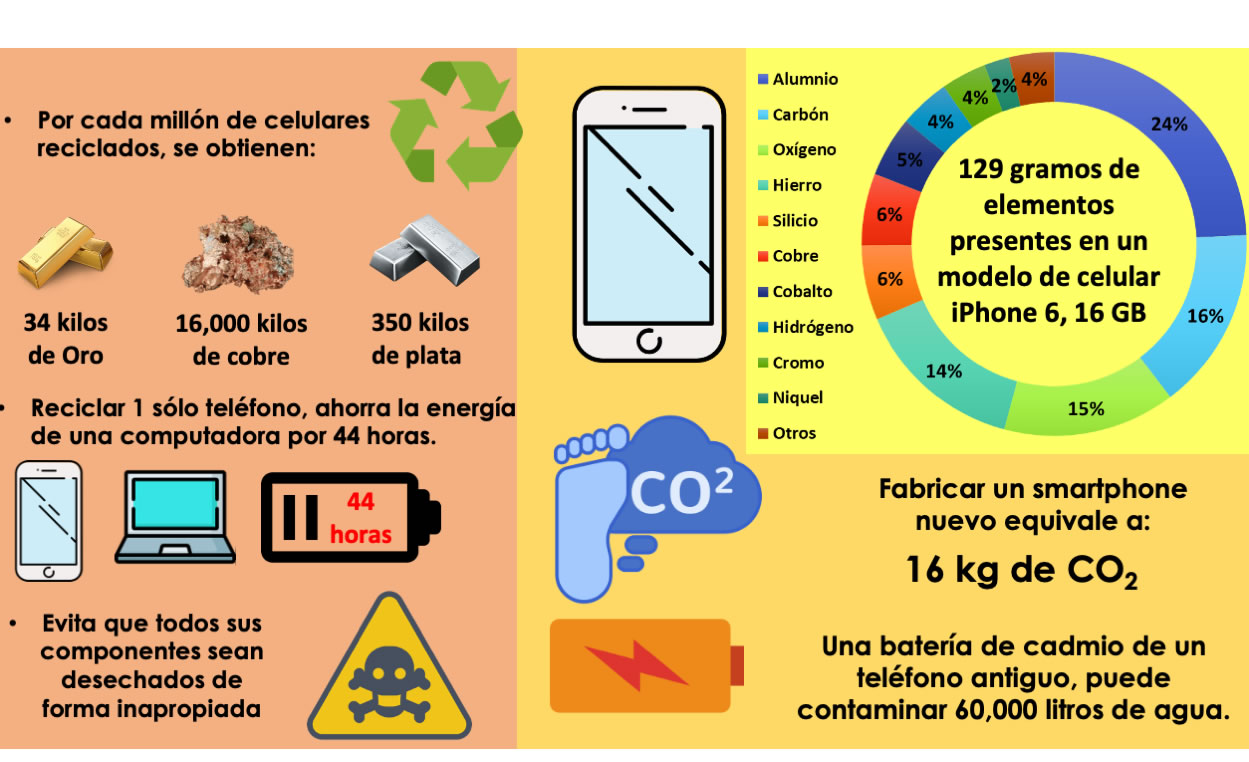 • Por cada millón de celulares
reciclados, se obtienen:
34 kilos
de Oro
16,000 kilos
de cobre
350 kilos
de plata
• Reciclar 1 sólo teléfono, ahorra la energía
de una computadora por 44 horas.
44
horas
• Evita que todos sus
componentes sean
desechados de
forma inapropiada
Alumnio
Carbón
Oxígeno
Hierro
Silicio
Cobre
Cobalto
Hidrógeno
Cromo
Niquel
Otros
24%
16%
15%
14%
6%
6%
5%
4%
4%
2%
4%
129 gramos de
elementos
presentes en un
modelo de celular
iPhone 6, 16 GB
CO²
Fabricar un smartphone
nuevo equivale a:
16 kg de CO₂
Una batería de cadmio de un
teléfono antiguo, puede
contaminar 60,000 litros de agua.